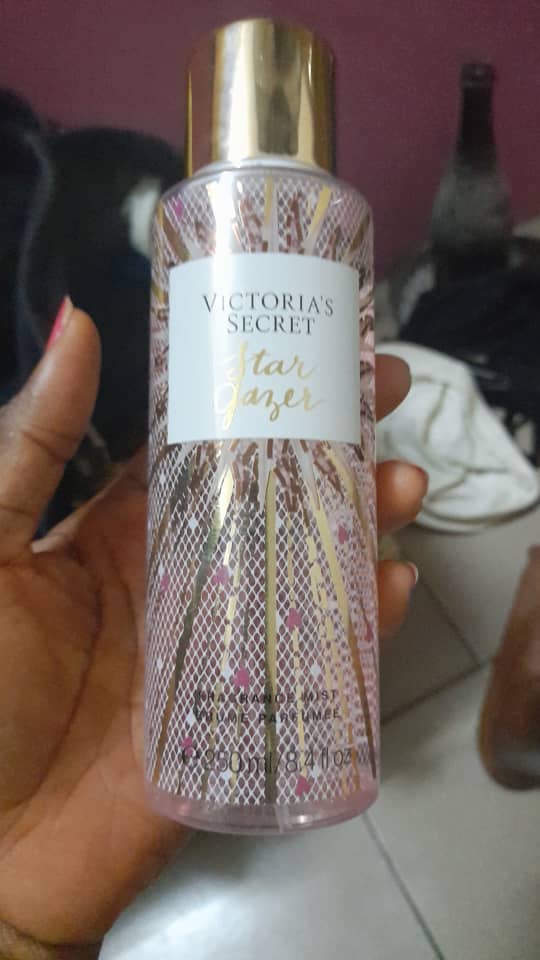 VICTORIA'S
SECRET
Star
Gazer
FRAGRANCE MIST
BRUME PARFUMÉE
℮ 250 ml/8.4 fl oz